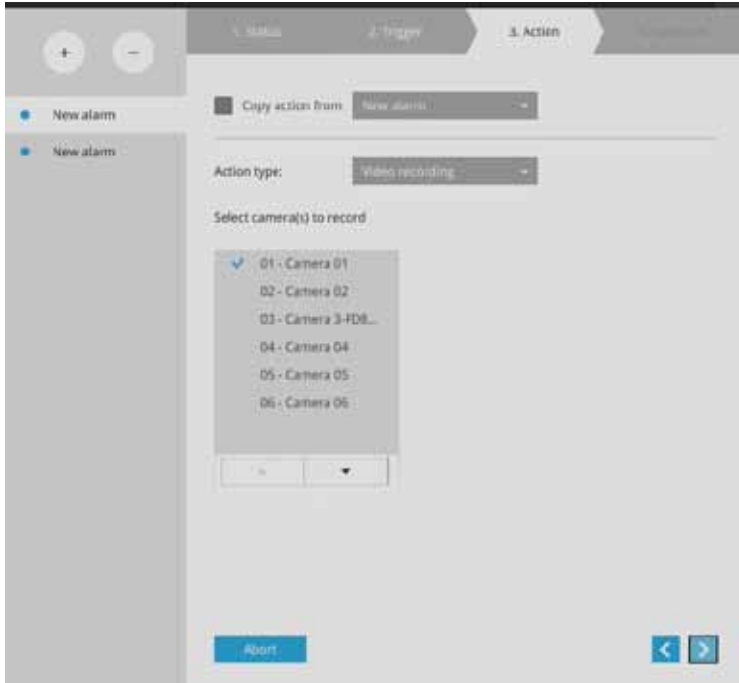 1. Status
2. Trigger
3. Action
+
−
New alarm
New alarm
Copy action from
New alarm
Action type:
Video recording
Select camera(s) to record
01 - Camera 01
02 - Camera 02
03 - Camera 3-FD8...
04 - Camera 04
05 - Camera 05
06 - Camera 06
Abort